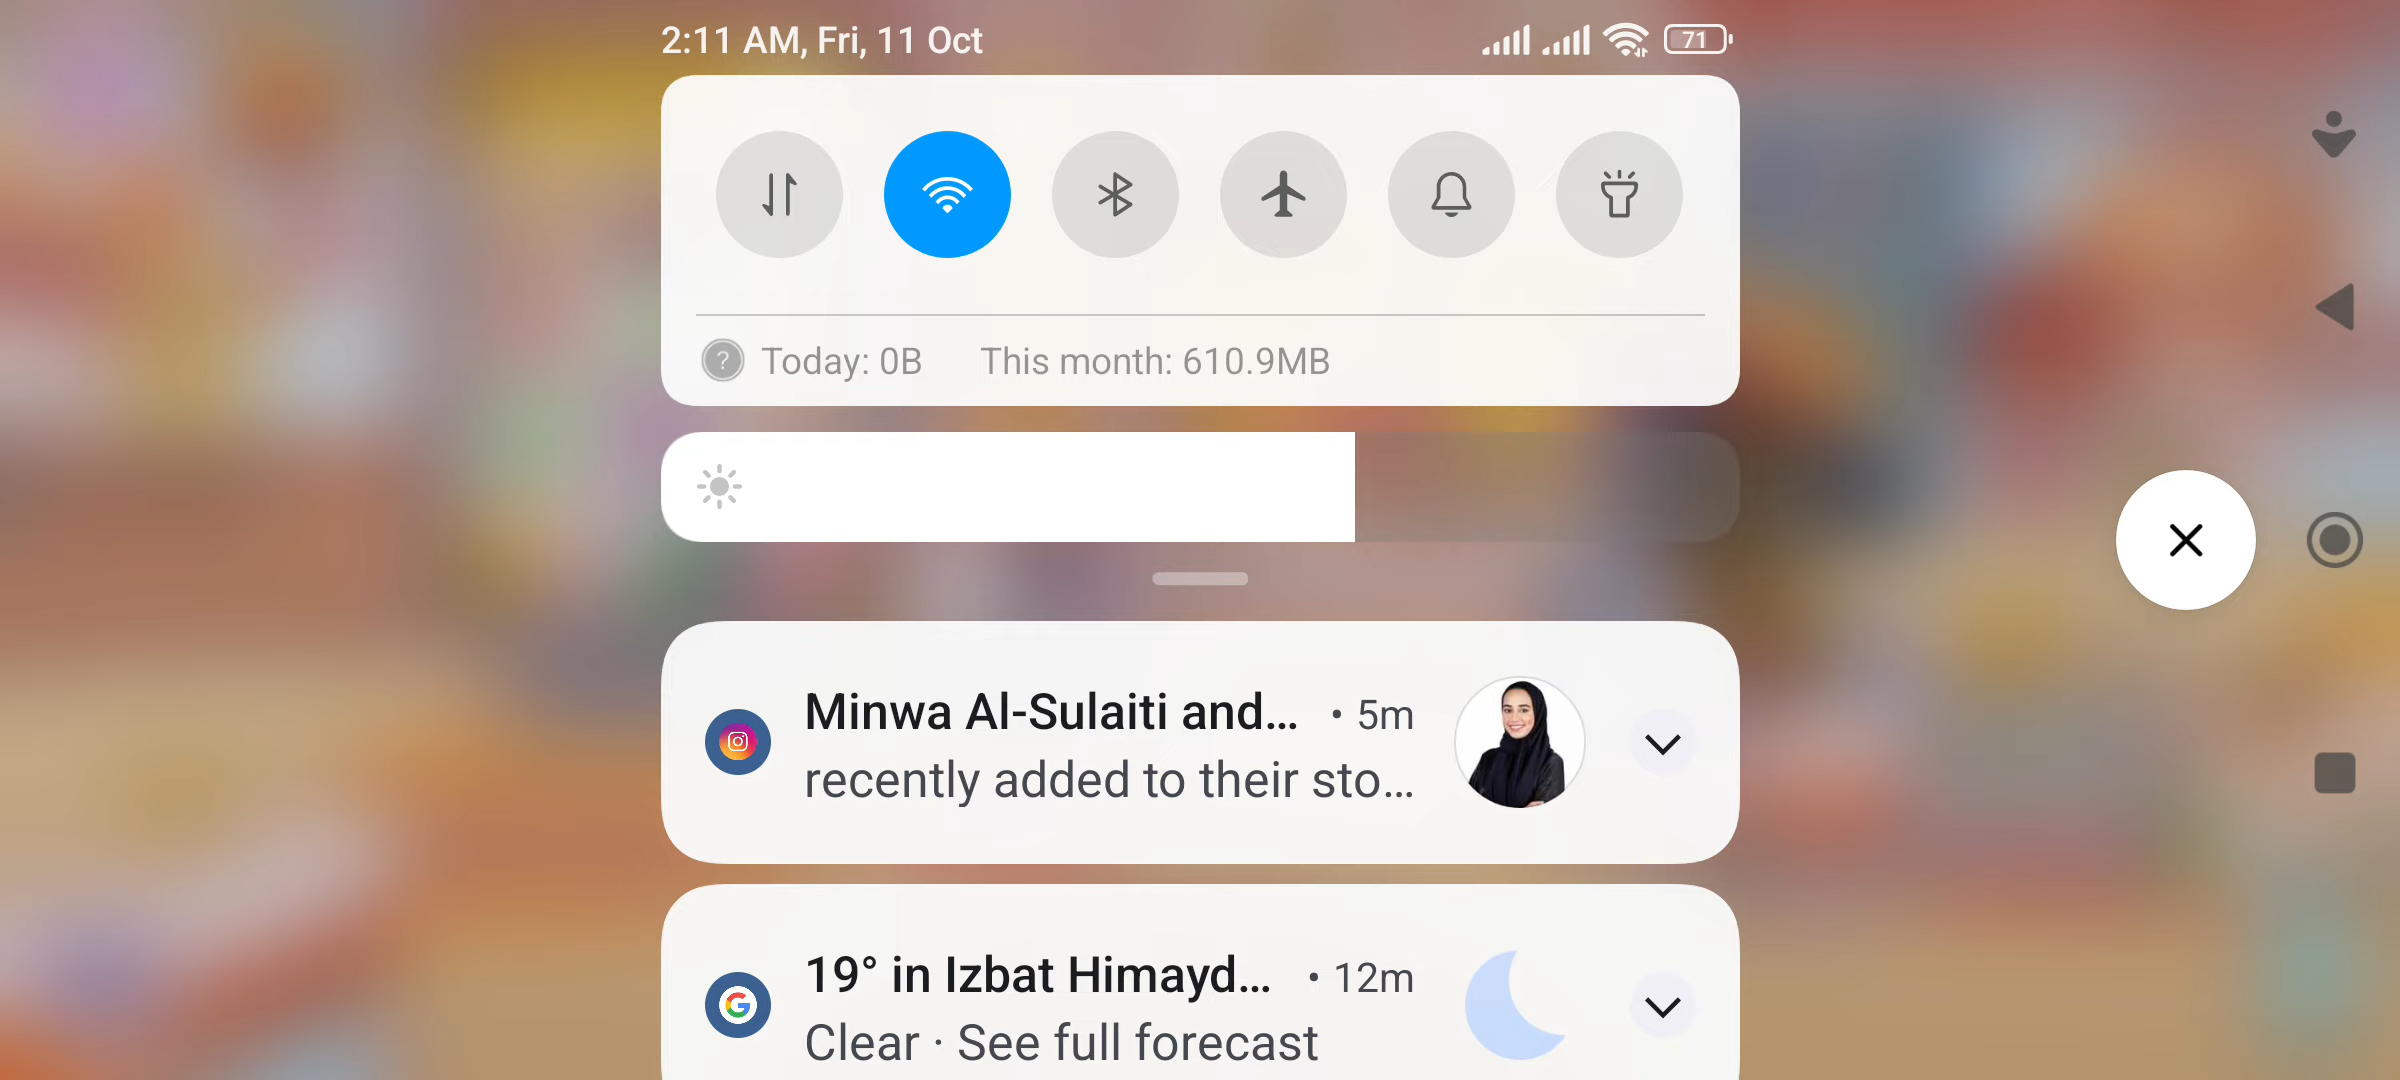 2:11 AM, Fri, 11 Oct
71
? Today: 0B This month: 610.9MB
Minwa Al-Sulaiti and... • 5m
recently added to their sto...
19° in Izbat Himayd... • 12m
Clear · See full forecast